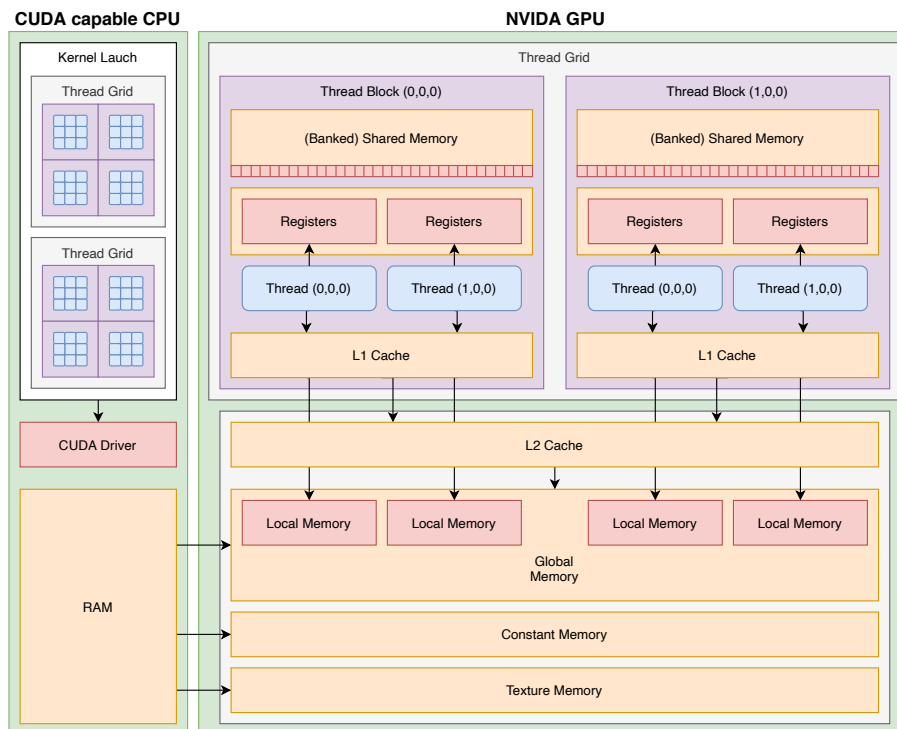 CUDA capable CPU
NVIDA GPU
Kernel Lauch
Thread Grid
Thread Grid
Thread Grid
Thread Block (0,0,0)
Thread Block (1,0,0)
(Banked) Shared Memory
(Banked) Shared Memory
Registers
Registers
Registers
Registers
Thread (0,0,0)
Thread (1,0,0)
Thread (0,0,0)
Thread (1,0,0)
L1 Cache
L1 Cache
CUDA Driver
L2 Cache
Local Memory
Local Memory
Local Memory
Local Memory
Global
Memory
RAM
Constant Memory
Texture Memory